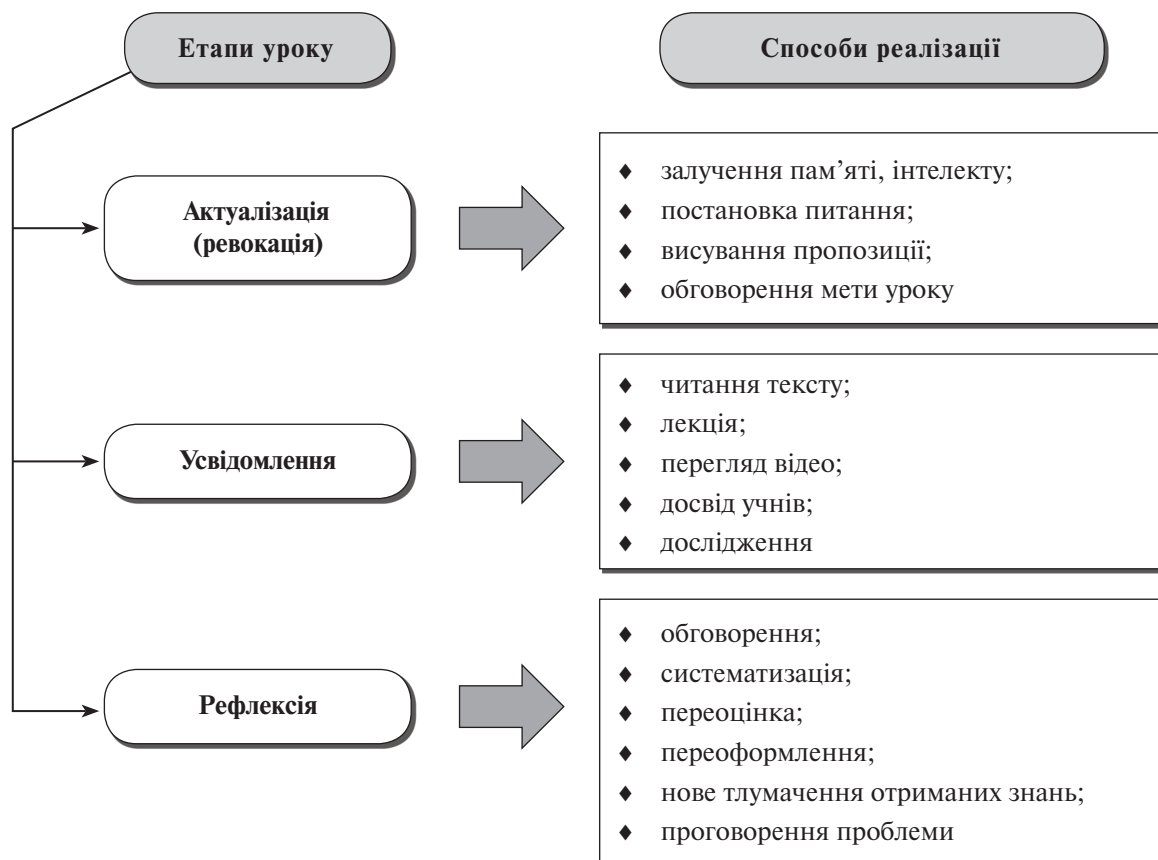 Етапи уроку
Способи реалізації
Актуалізація
(ревокація)
♦ залучення пам’яті, інтелекту;
♦ постановка питання;
♦ висування пропозиції;
♦ обговорення мети уроку
Усвідомлення
♦ читання тексту;
♦ лекція;
♦ перегляд відео;
♦ досвід учнів;
♦ дослідження
Рефлексія
♦ обговорення;
♦ систематизація;
♦ переоцінка;
♦ переоформлення;
♦ нове тлумачення отриманих знань;
♦ проговорення проблеми